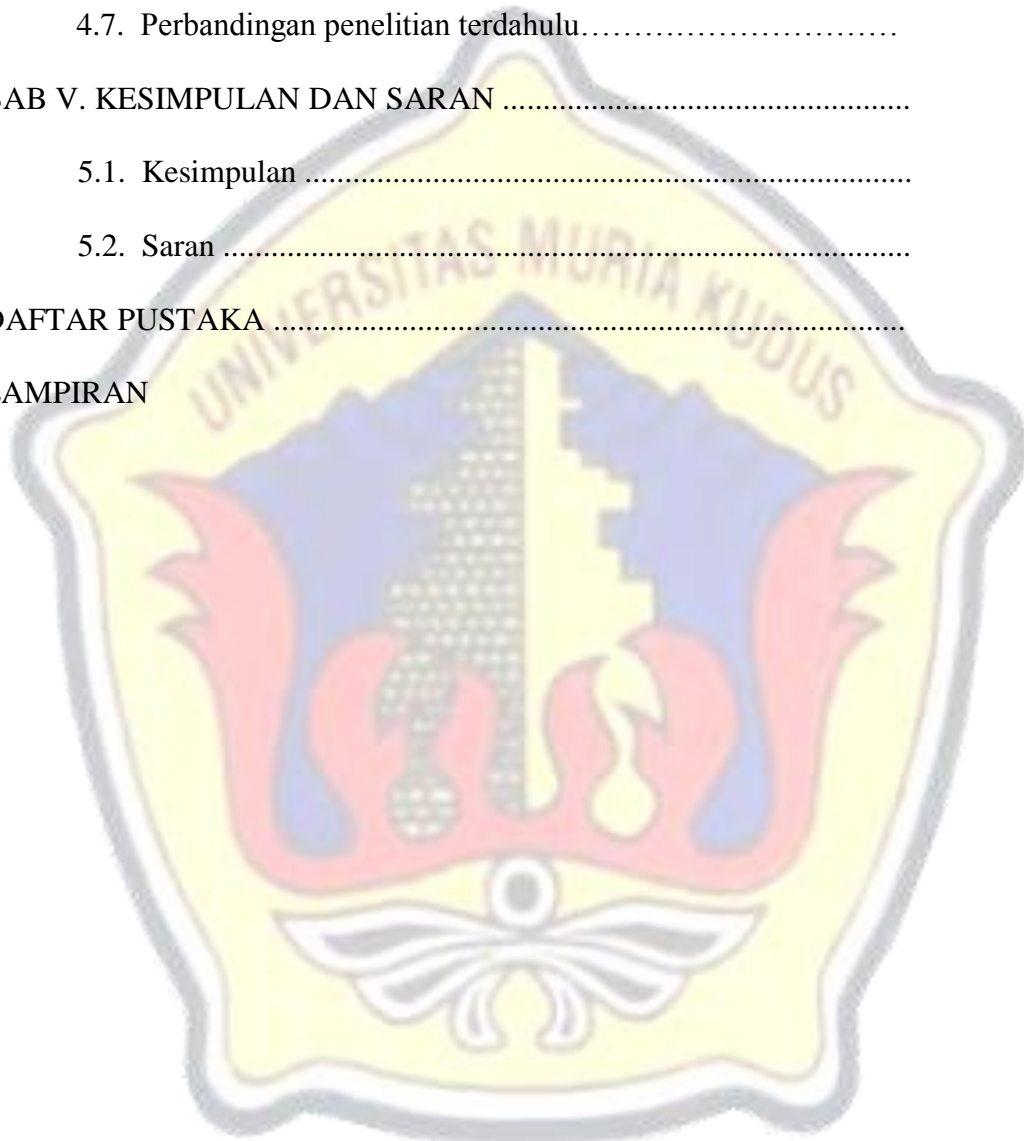 4.7. Perbandingan penelitian terdahulu…………………………
AB V. KESIMPULAN DAN SARAN ...................................................
5.1. Kesimpulan ............................................................................
5.2. Saran ......................................................................................
UNIVERSITAS MURIA KUDUS
DAFTAR PUSTAKA ...............................................................................
AMPIRAN